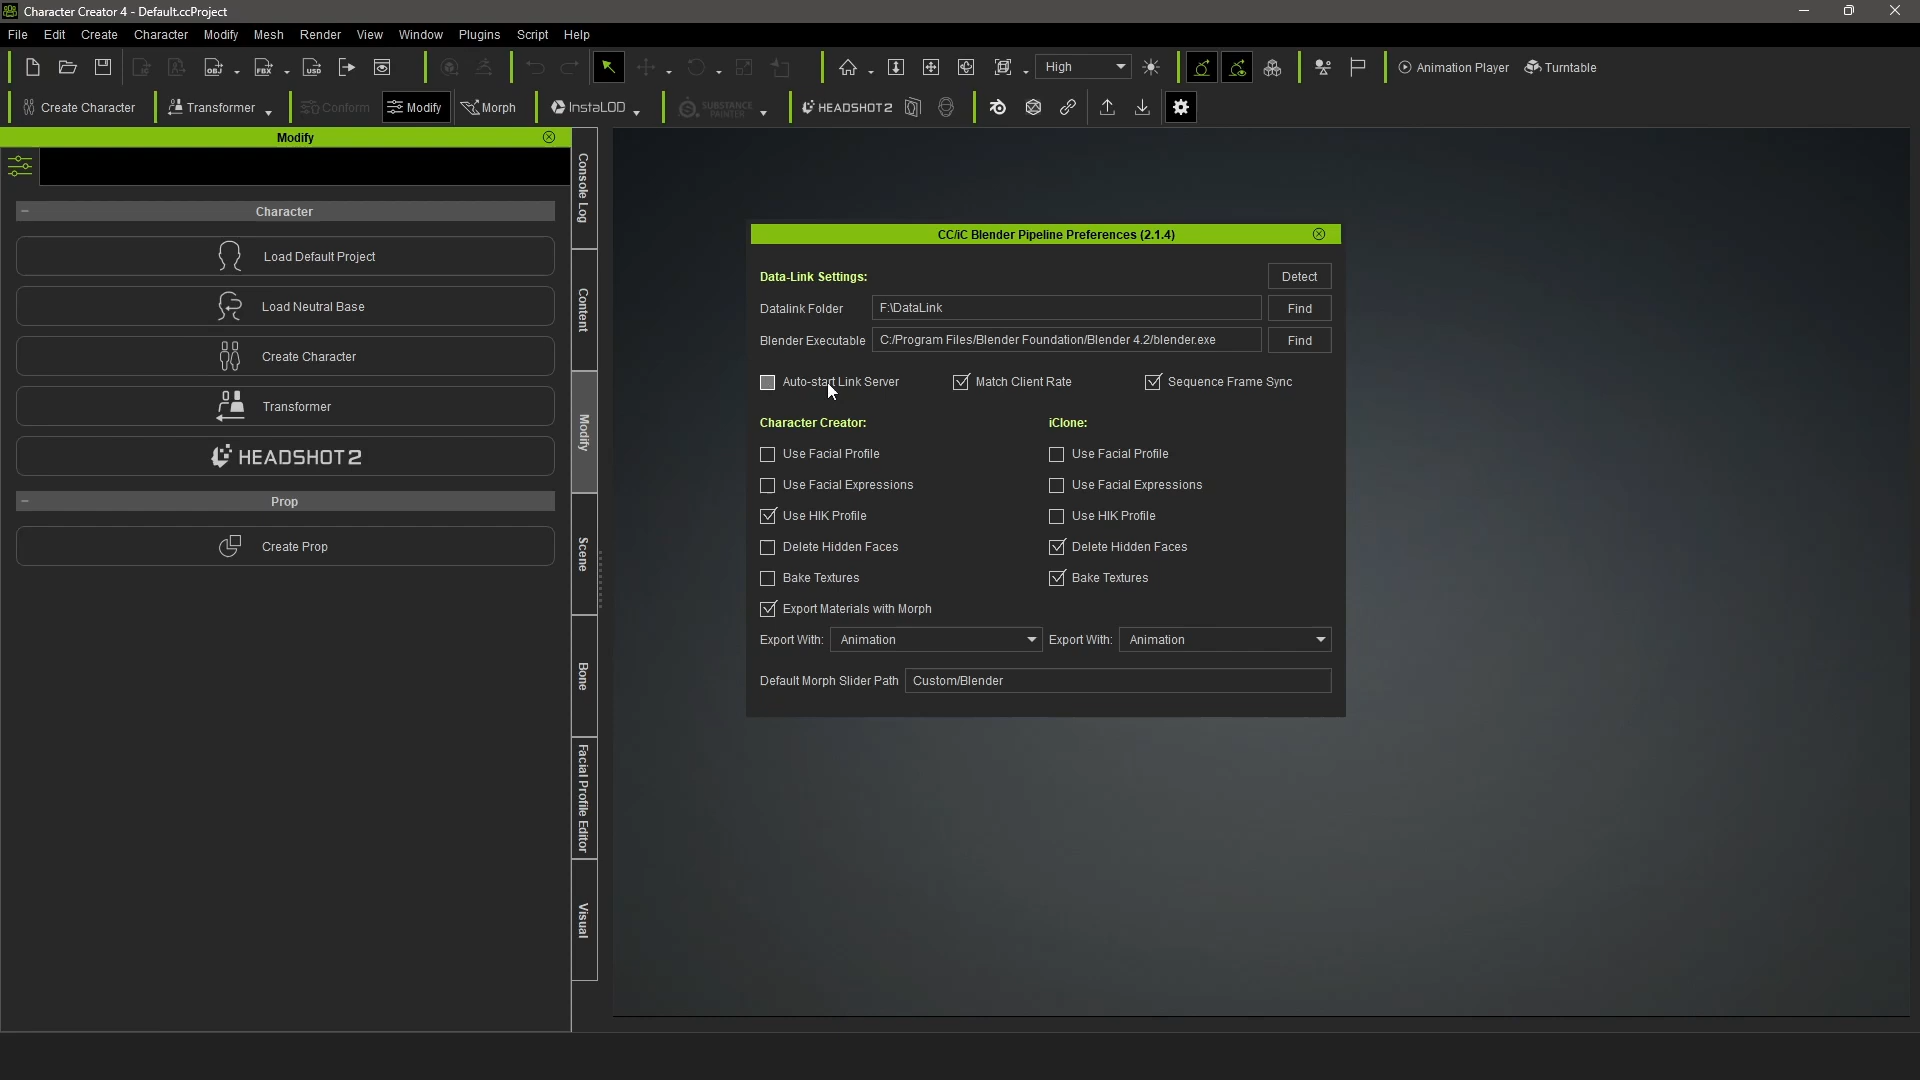 Character Creator 4 - Default.ccProject
File Edit Create Character Modify Mesh Render View Window Plugins Script Help
OBJ FBX USD High Animation Player Turntable
Create Character Transformer Conform Modify Morph InstaLOD SUBSTANCE PAINTER HEADSHOT 2
Modify
Character
Load Default Project
Load Neutral Base
Create Character
Transformer
HEADSHOT 2
Prop
Create Prop
Console Log
Content
Modify
Scene
Bone
Facial Profile Editor
Visual
CC/iC Blender Pipeline Preferences (2.1.4)
Data-Link Settings: Detect
Datalink Folder F:\DataLink Find
Blender Executable C:/Program Files/Blender Foundation/Blender 4.2/blender.exe Find
Auto-start Link Server Match Client Rate Sequence Frame Sync
Character Creator: iClone:
Use Facial Profile Use Facial Profile
Use Facial Expressions Use Facial Expressions
Use HIK Profile Use HIK Profile
Delete Hidden Faces Delete Hidden Faces
Bake Textures Bake Textures
Export Materials with Morph
Export With: Animation Export With: Animation
Default Morph Slider Path Custom/Blender